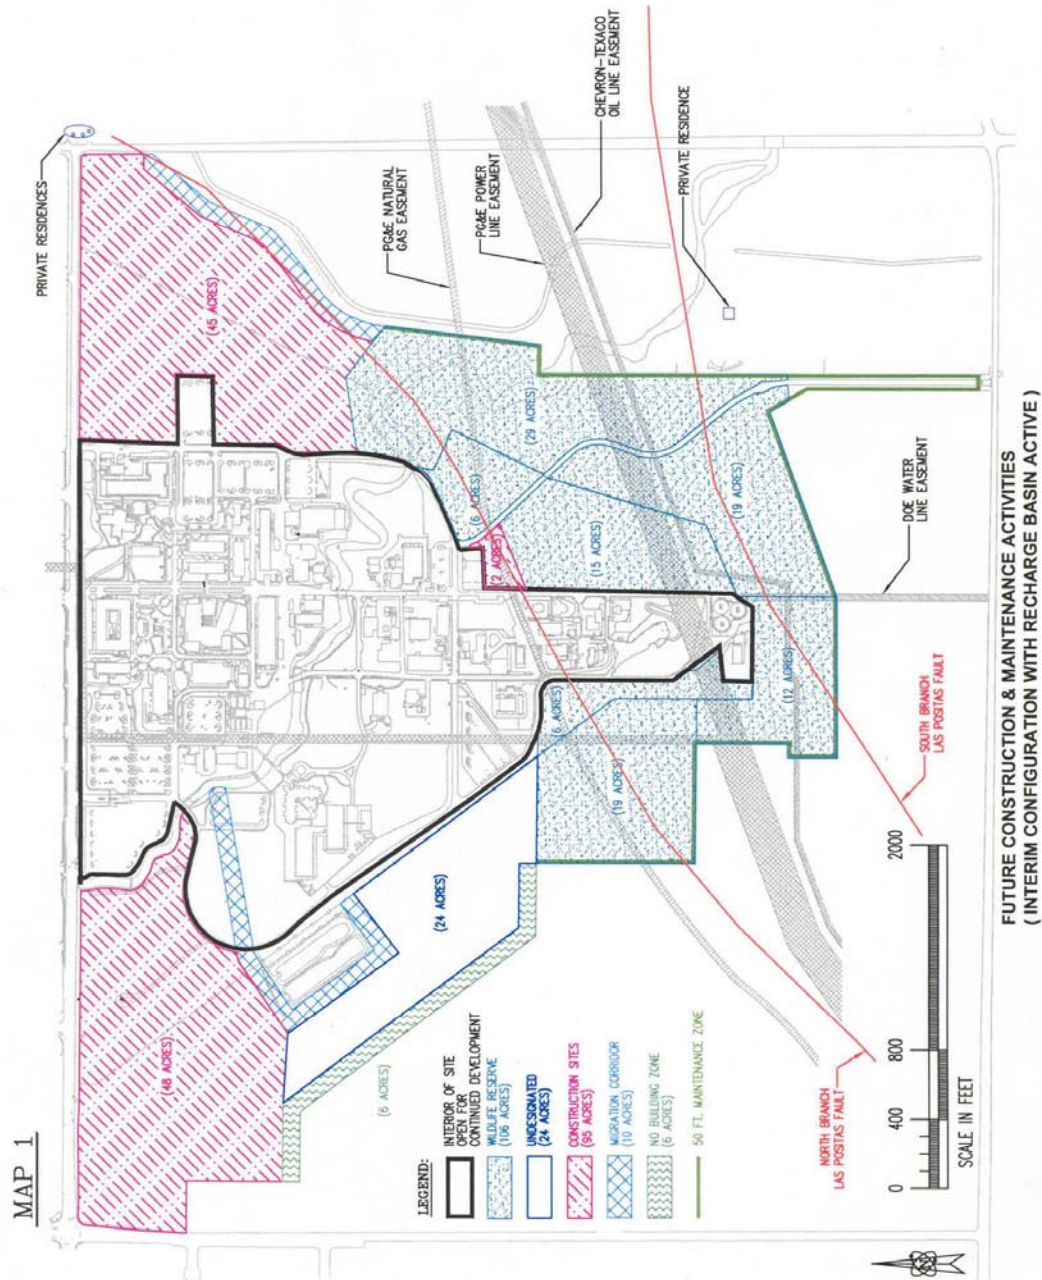 MAP 1
PRIVATE RESIDENCES
(45 ACRES)
PG&E NATURAL
GAS EASEMENT
PG&E POWER
LINE EASEMENT
CHEVRON-TEXACO
OIL LINE EASEMENT
PRIVATE RESIDENCE
(29 ACRES)
(6 ACRES)
(2 ACRES)
(15 ACRES)
(19 ACRES)
DOE WATER
LINE EASEMENT
(12 ACRES)
(6 ACRES)
(19 ACRES)
(24 ACRES)
(48 ACRES)
(6 ACRES)
SOUTH BRANCH
LAS POSITAS FAULT
NORTH BRANCH
LAS POSITAS FAULT
LEGEND:
INTERIOR OF SITE
OPEN FOR
CONTINUED DEVELOPMENT
WILDLIFE RESERVE
(106 ACRES)
UNDESIGNATED
(24 ACRES)
CONSTRUCTION SITES
(95 ACRES)
MIGRATION CORRIDOR
(10 ACRES)
NO BUILDING ZONE
(6 ACRES)
50 FT. MAINTENANCE ZONE
0
400
800
2000
SCALE IN FEET
N
FUTURE CONSTRUCTION & MAINTENANCE ACTIVITIES
( INTERIM CONFIGURATION WITH RECHARGE BASIN ACTIVE )